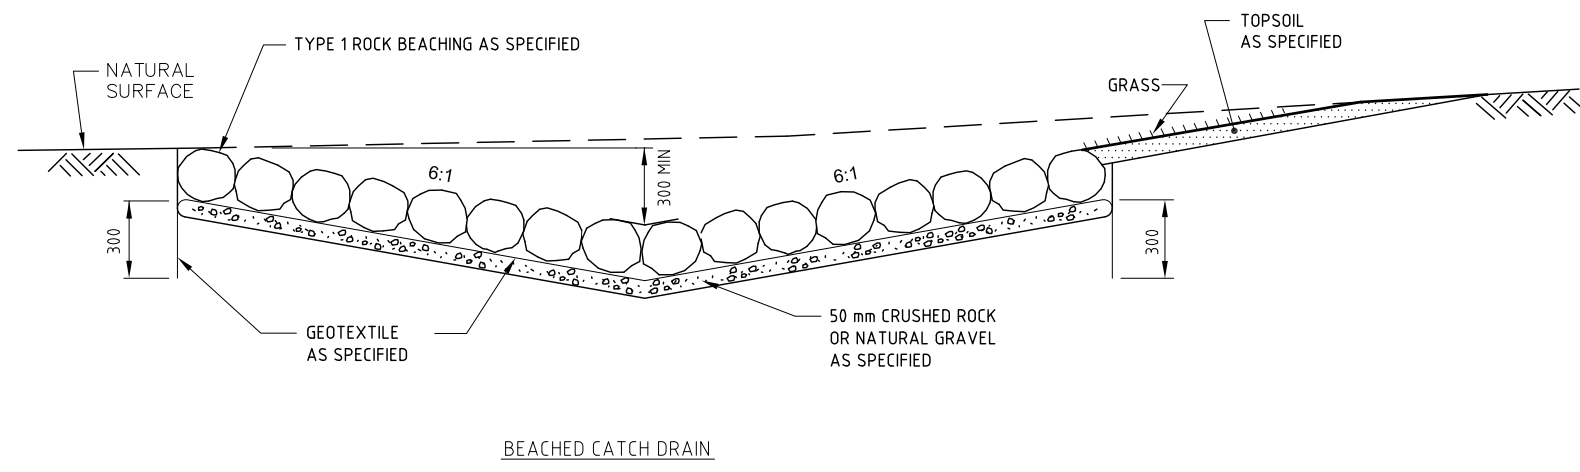 TOPSOIL
AS SPECIFIED
TYPE 1 ROCK BEACHING AS SPECIFIED
NATURAL
SURFACE
GRASS
6:1
300 MIN
6:1
300
300
GEOTEXTILE
AS SPECIFIED
50 mm CRUSHED ROCK
OR NATURAL GRAVEL
AS SPECIFIED
BEACHED CATCH DRAIN